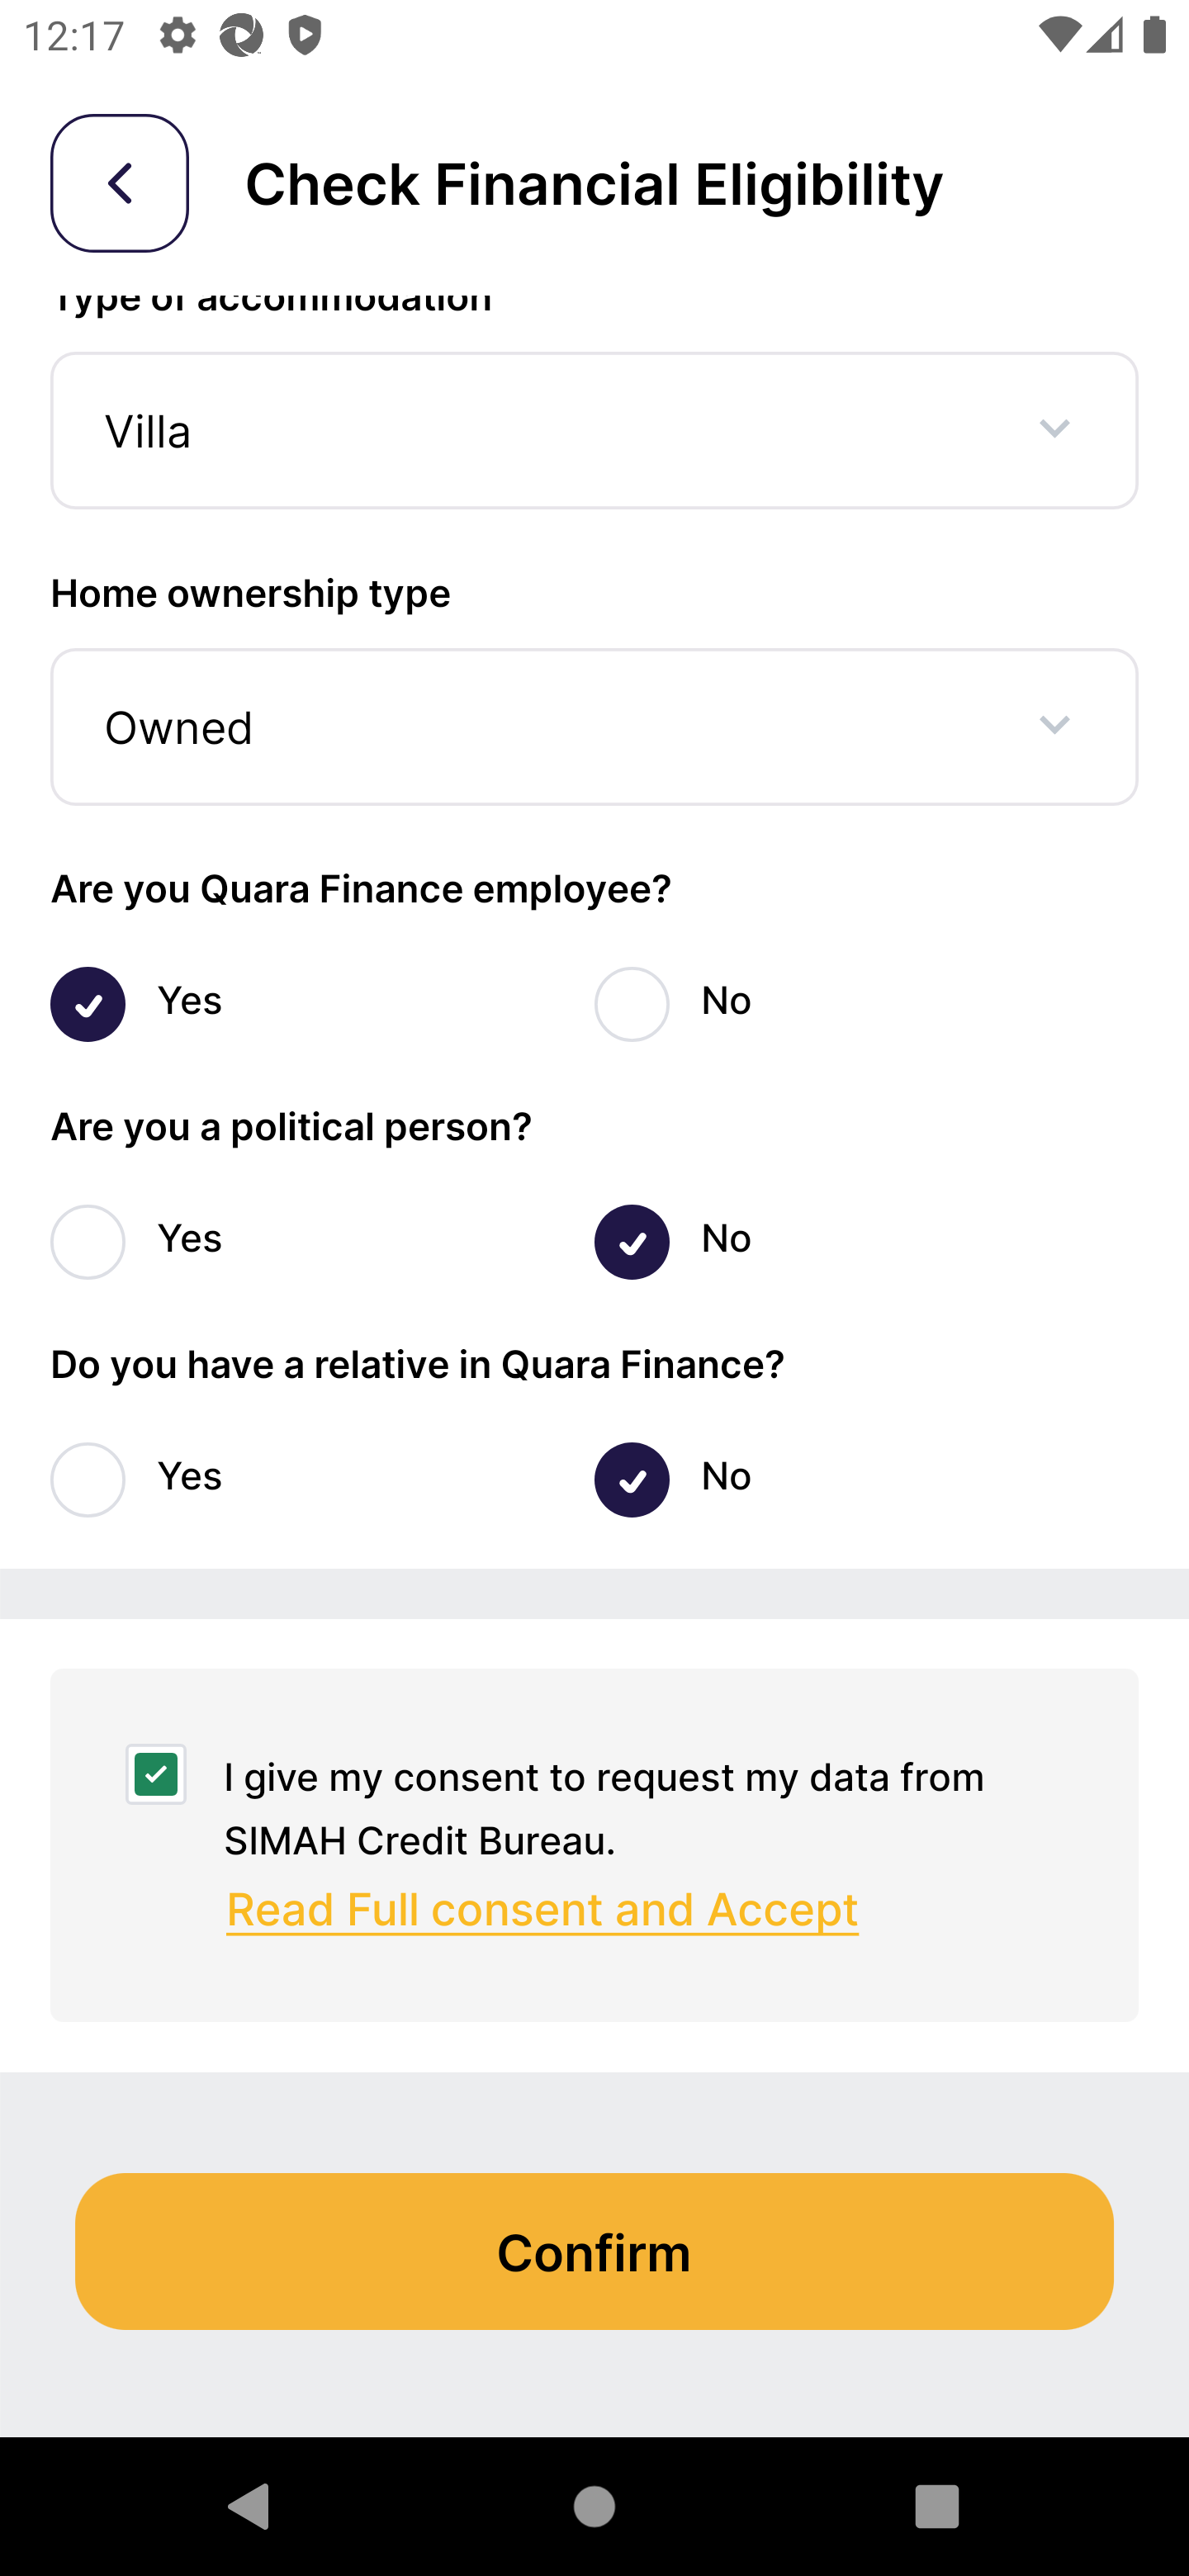 12:17
Check Financial Eligibility
Type of accommodation
Villa
Home ownership type
Owned
Are you Quara Finance employee?
Yes
No
Are you a political person?
Yes
No
Do you have a relative in Quara Finance?
Yes
No
I give my consent to request my data from
SIMAH Credit Bureau.
Read Full consent and Accept
Confirm